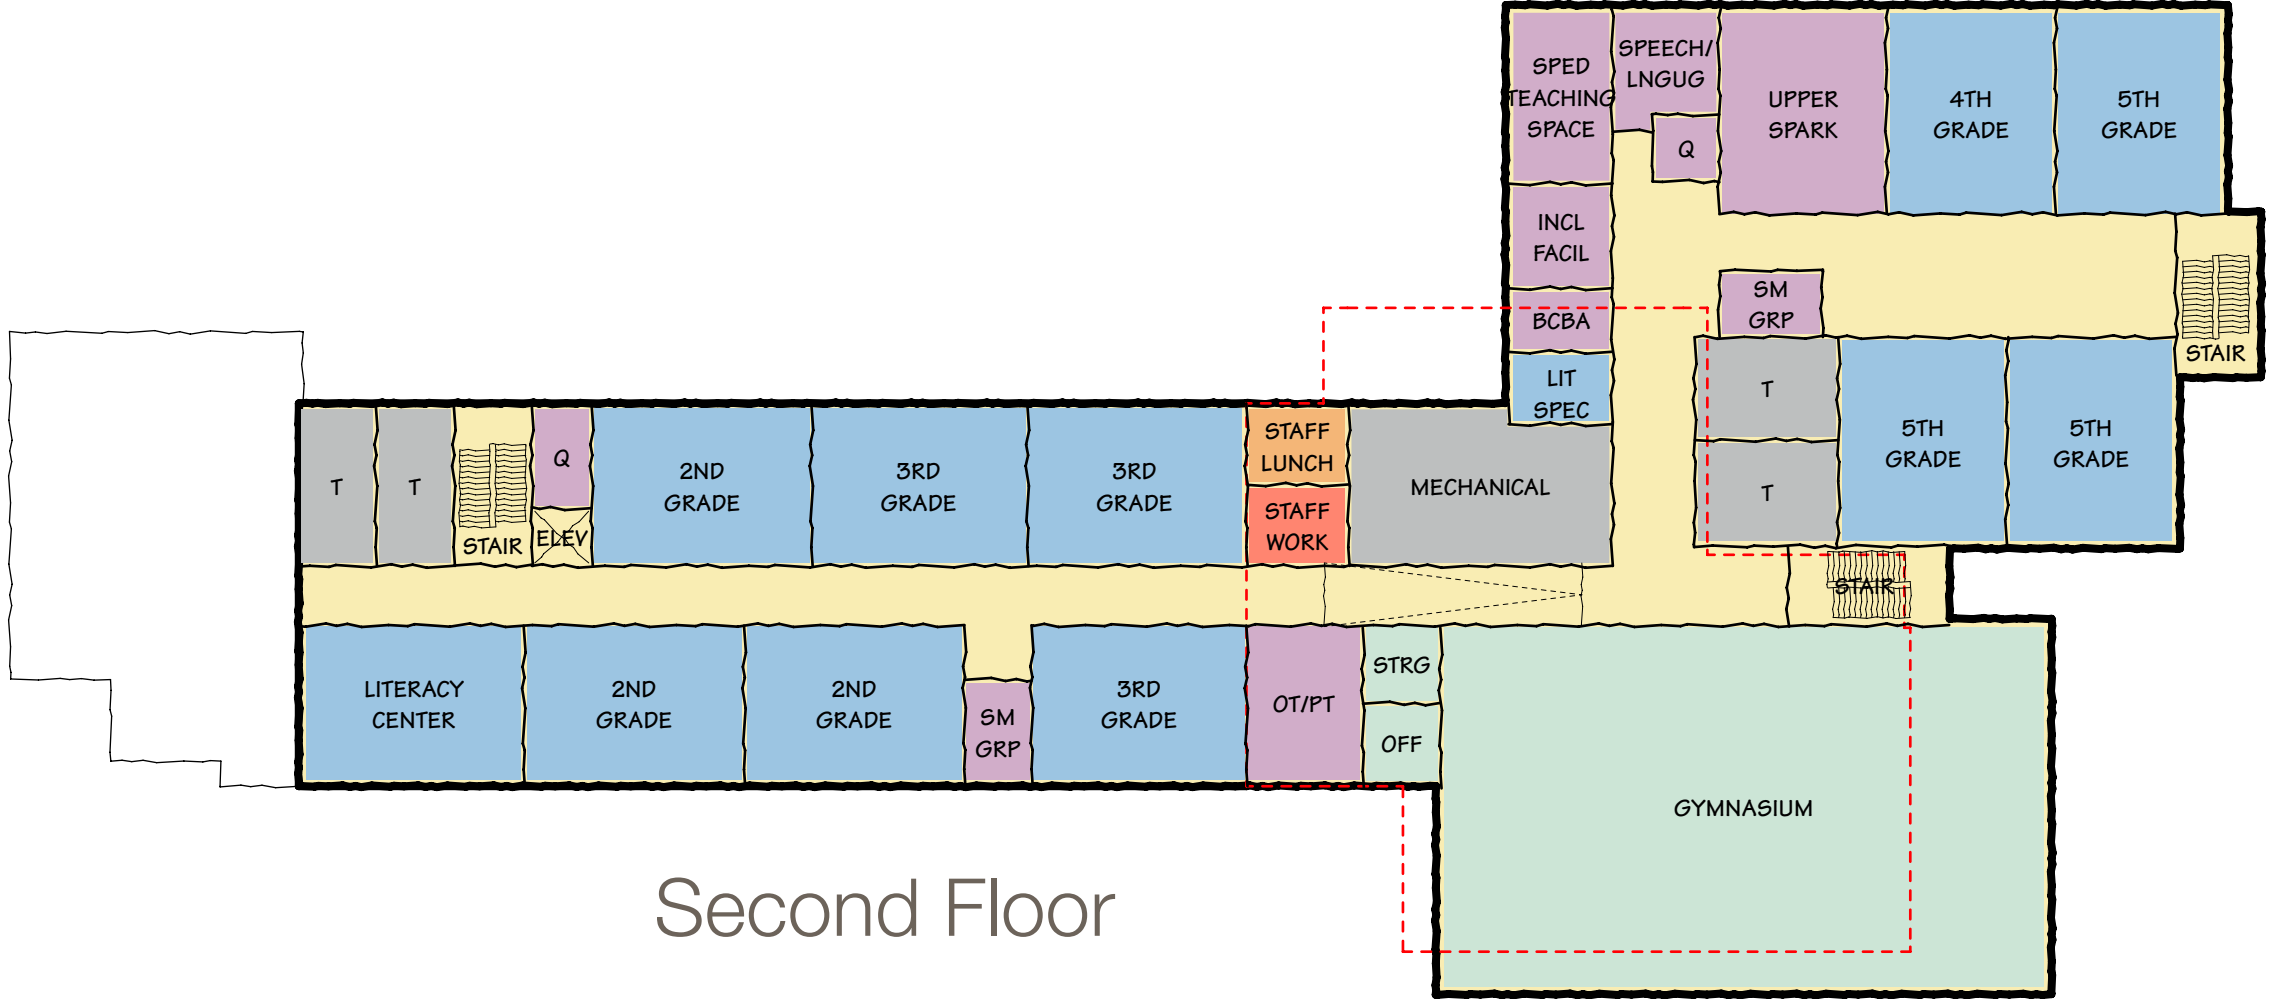 SPED
TEACHING
SPACE
SPEECH/
LNGUG
Q
UPPER
SPARK
4TH
GRADE
5TH
GRADE
INCL
FACIL
BCBA
LIT
SPEC
SM
GRP
STAIR
T
T
5TH
GRADE
5TH
GRADE
STAIR
T
T
STAIR
Q
ELEV
2ND
GRADE
3RD
GRADE
3RD
GRADE
STAFF
LUNCH
STAFF
WORK
MECHANICAL
LITERACY
CENTER
2ND
GRADE
2ND
GRADE
SM
GRP
3RD
GRADE
OT/PT
STRG
OFF
GYMNASIUM
Second Floor